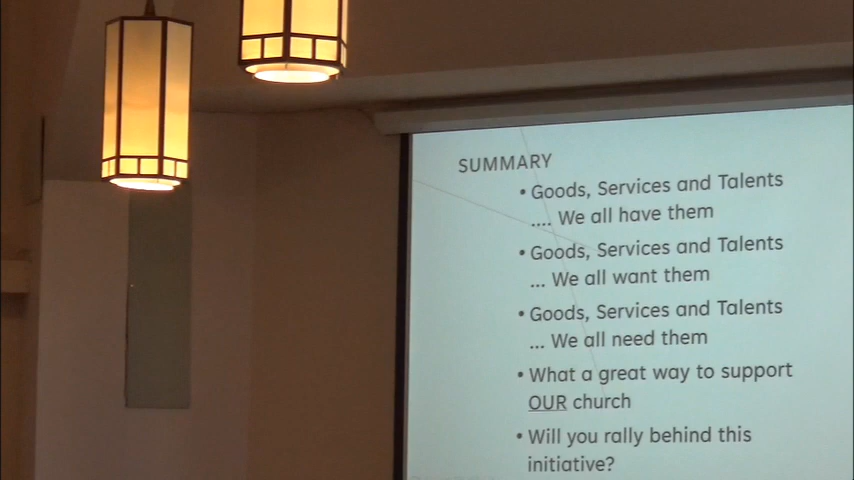 SUMMARY
• Goods, Services and Talents
.... We all have them
• Goods, Services and Talents
... We all want them
• Goods, Services and Talents
... We all need them
• What a great way to support
OUR church
• Will you rally behind this
initiative?